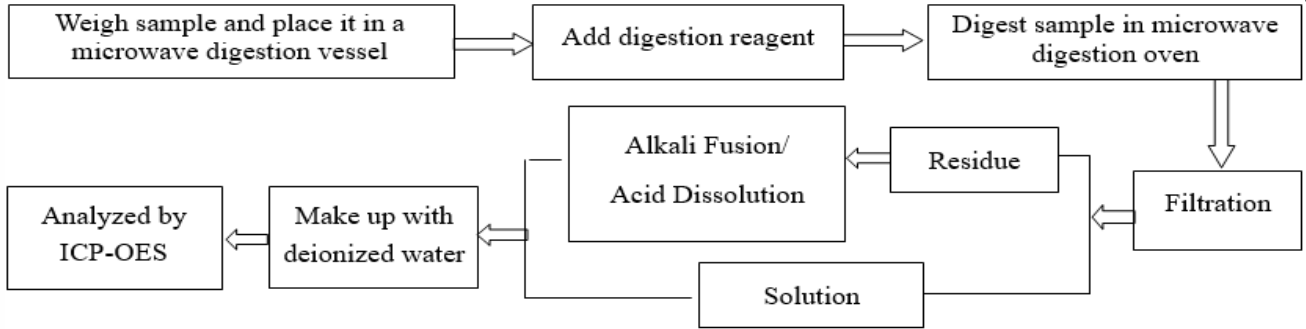 Weigh sample and place it in a
microwave digestion vessel
Add digestion reagent
Digest sample in microwave
digestion oven
Filtration
Residue
Alkali Fusion/
Acid Dissolution
Solution
Make up with
deionized water
Analyzed by
ICP-OES